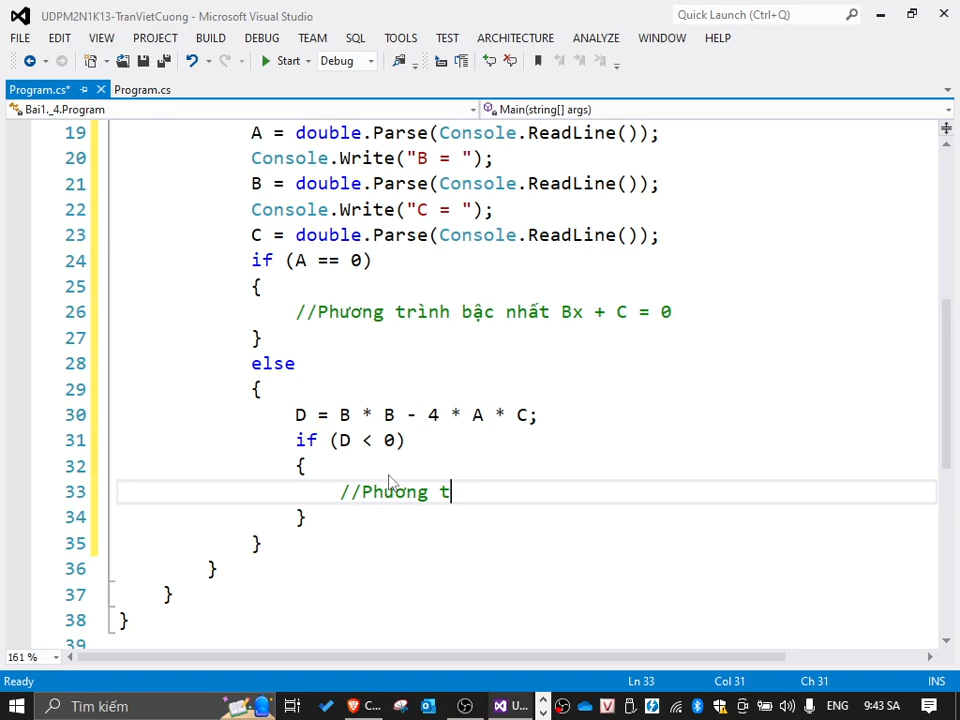 UDPM2N1K13-TranVietCuong - Microsoft Visual Studio
Quick Launch (Ctrl+Q)
FILE EDIT VIEW PROJECT BUILD DEBUG TEAM SQL TOOLS TEST ARCHITECTURE ANALYZE WINDOW HELP
Start Debug
Program.cs* Program.cs
Bai1._4.Program Main(string[] args)
19 A = double.Parse(Console.ReadLine());
20 Console.Write("B = ");
21 B = double.Parse(Console.ReadLine());
22 Console.Write("C = ");
23 C = double.Parse(Console.ReadLine());
24 if (A == 0)
25 {
26 //Phương trình bậc nhất Bx + C = 0
27 }
28 else
29 {
30 D = B * B - 4 * A * C;
31 if (D < 0)
32 {
33 //Phương t
34 }
35 }
36 }
37 }
38 }
39
161 %
Ready Ln 33 Col 31 Ch 31 INS
Tìm kiếm C... U... ENG 9:43 SA